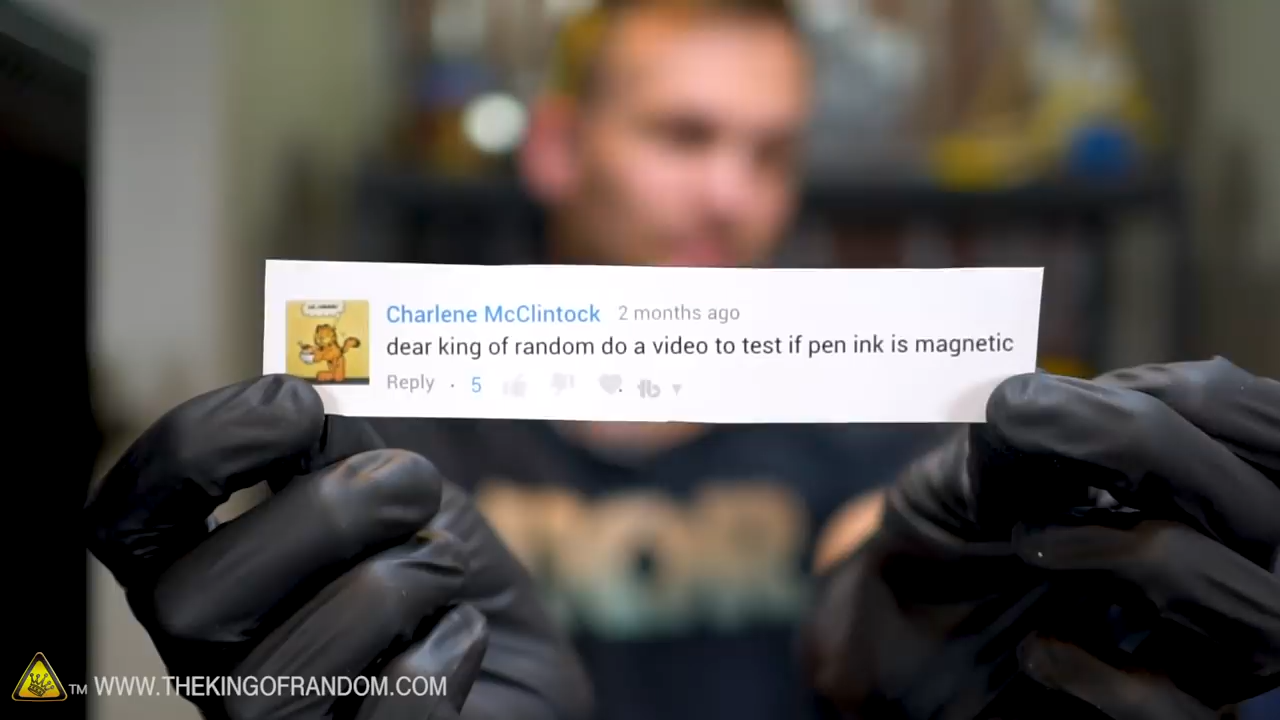 Charlene McClintock 2 months ago
dear king of random do a video to test if pen ink is magnetic
Reply · 5
TM WWW.THEKINGOFRANDOM.COM